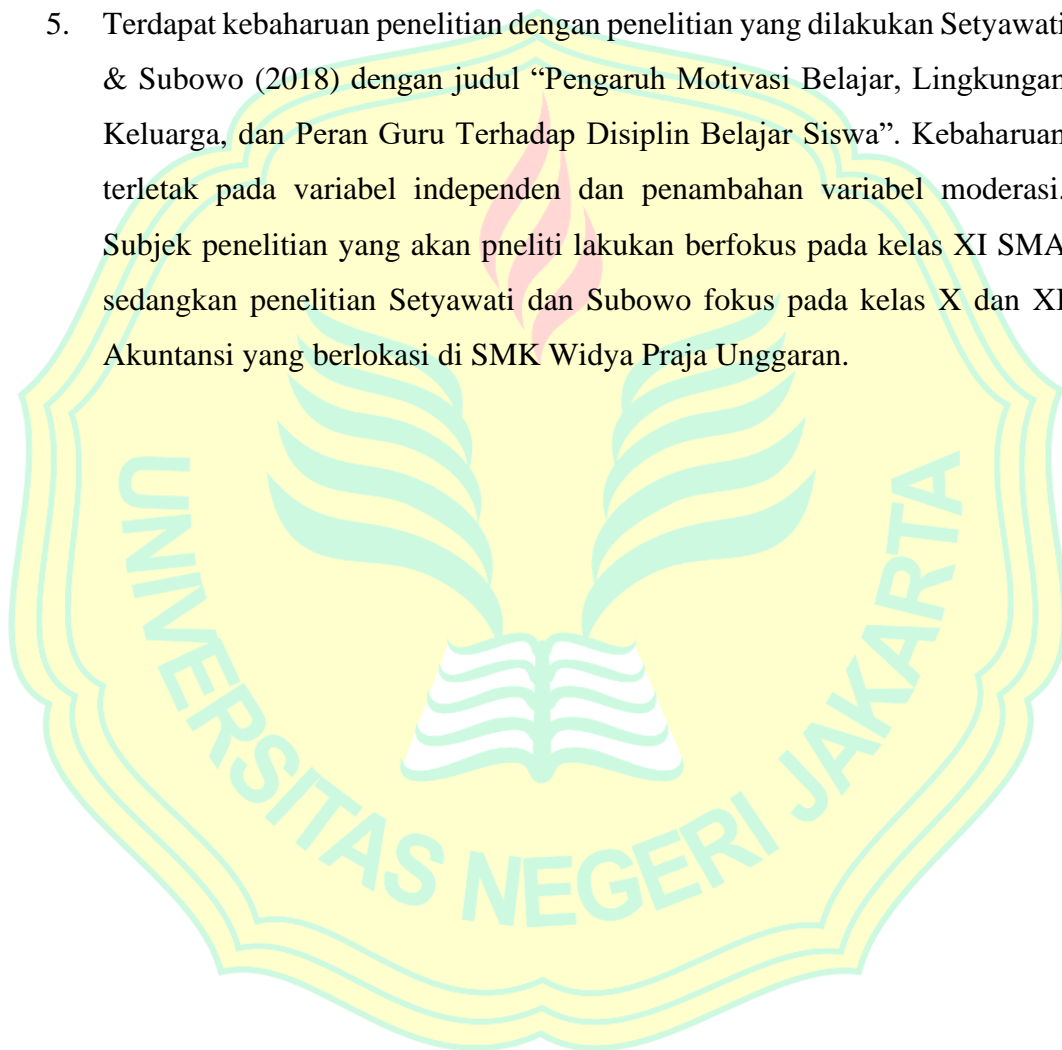 5. Terdapat kebaharuan penelitian dengan penelitian yang dilakukan Setyawati
& Subowo (2018) dengan judul “Pengaruh Motivasi Belajar, Lingkungan
Keluarga, dan Peran Guru Terhadap Disiplin Belajar Siswa”. Kebaharuan
terletak pada variabel independen dan penambahan variabel moderasi.
Subjek penelitian yang akan pneliti lakukan berfokus pada kelas XI SMA
sedangkan penelitian Setyawati dan Subowo fokus pada kelas X dan XI
Akuntansi yang berlokasi di SMK Widya Praja Unggaran.
UNIVERSITAS NEGERI JAKARTA